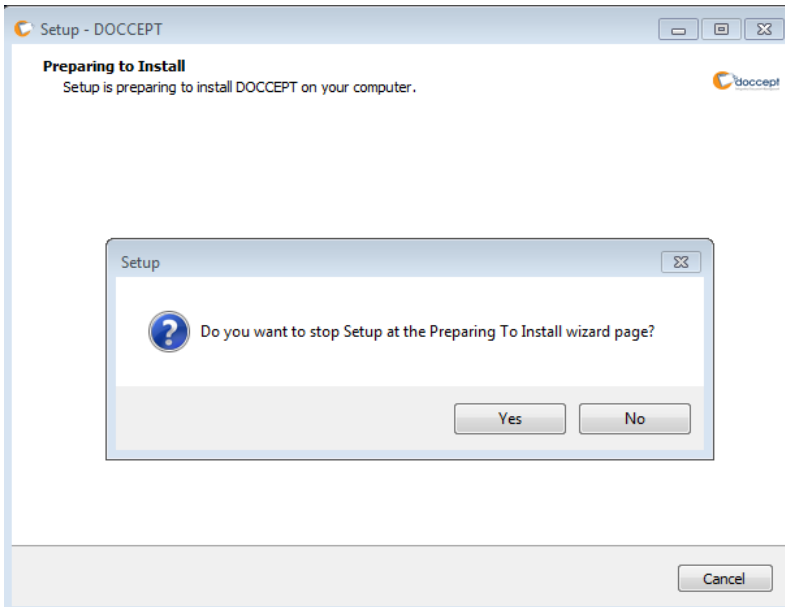 Setup - DOCCEPT
Preparing to Install
Setup is preparing to install DOCCEPT on your computer.
doccept
Setup
Do you want to stop Setup at the Preparing To Install wizard page?
Yes
No
Cancel